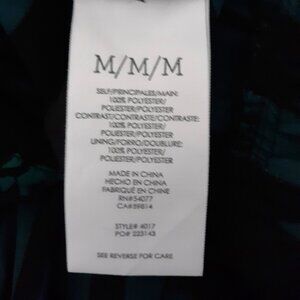 M/M/M
SELF/PRINCIPALES/MAIN:
100% POLYESTER/
POLIESTER/POLYESTER
CONTRAST/CONTRASTE/CONTRASTE:
100% POLYESTER/
POLIESTER/POLYESTER
LINING/FORRO/DOUBLURE:
100% POLYESTER/
POLIESTER/POLYESTER
MADE IN CHINA
HECHO EN CHINA
FABRIQUÉ EN CHINE
RN#54077
CA#59814
STYLE# 4017
PO# 223143
SEE REVERSE FOR CARE